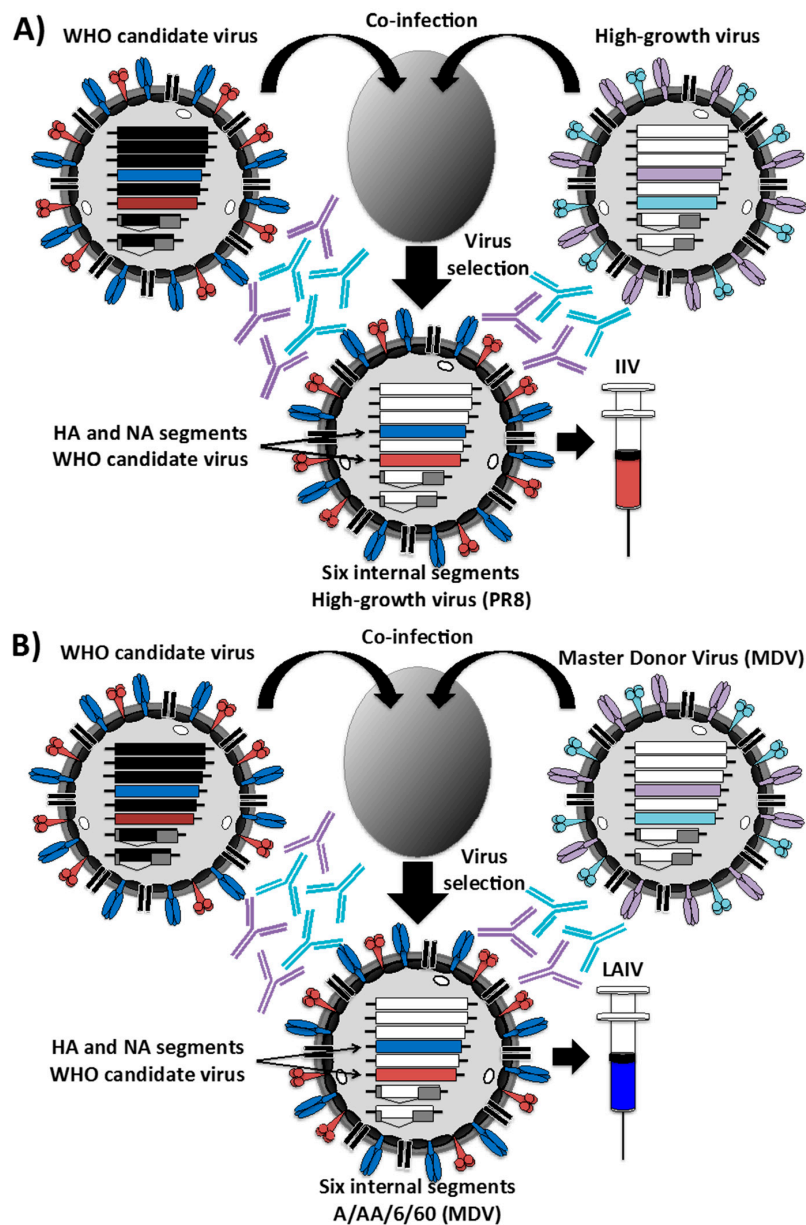 A)
Co-infection
WHO candidate virus
High-growth virus
Virus
selection
IIV
HA and NA segments
WHO candidate virus
Six internal segments
High-growth virus (PR8)
B)
Co-infection
WHO candidate virus
Master Donor Virus (MDV)
Virus
selection
LAIV
HA and NA segments
WHO candidate virus
Six internal segments
A/AA/6/60 (MDV)